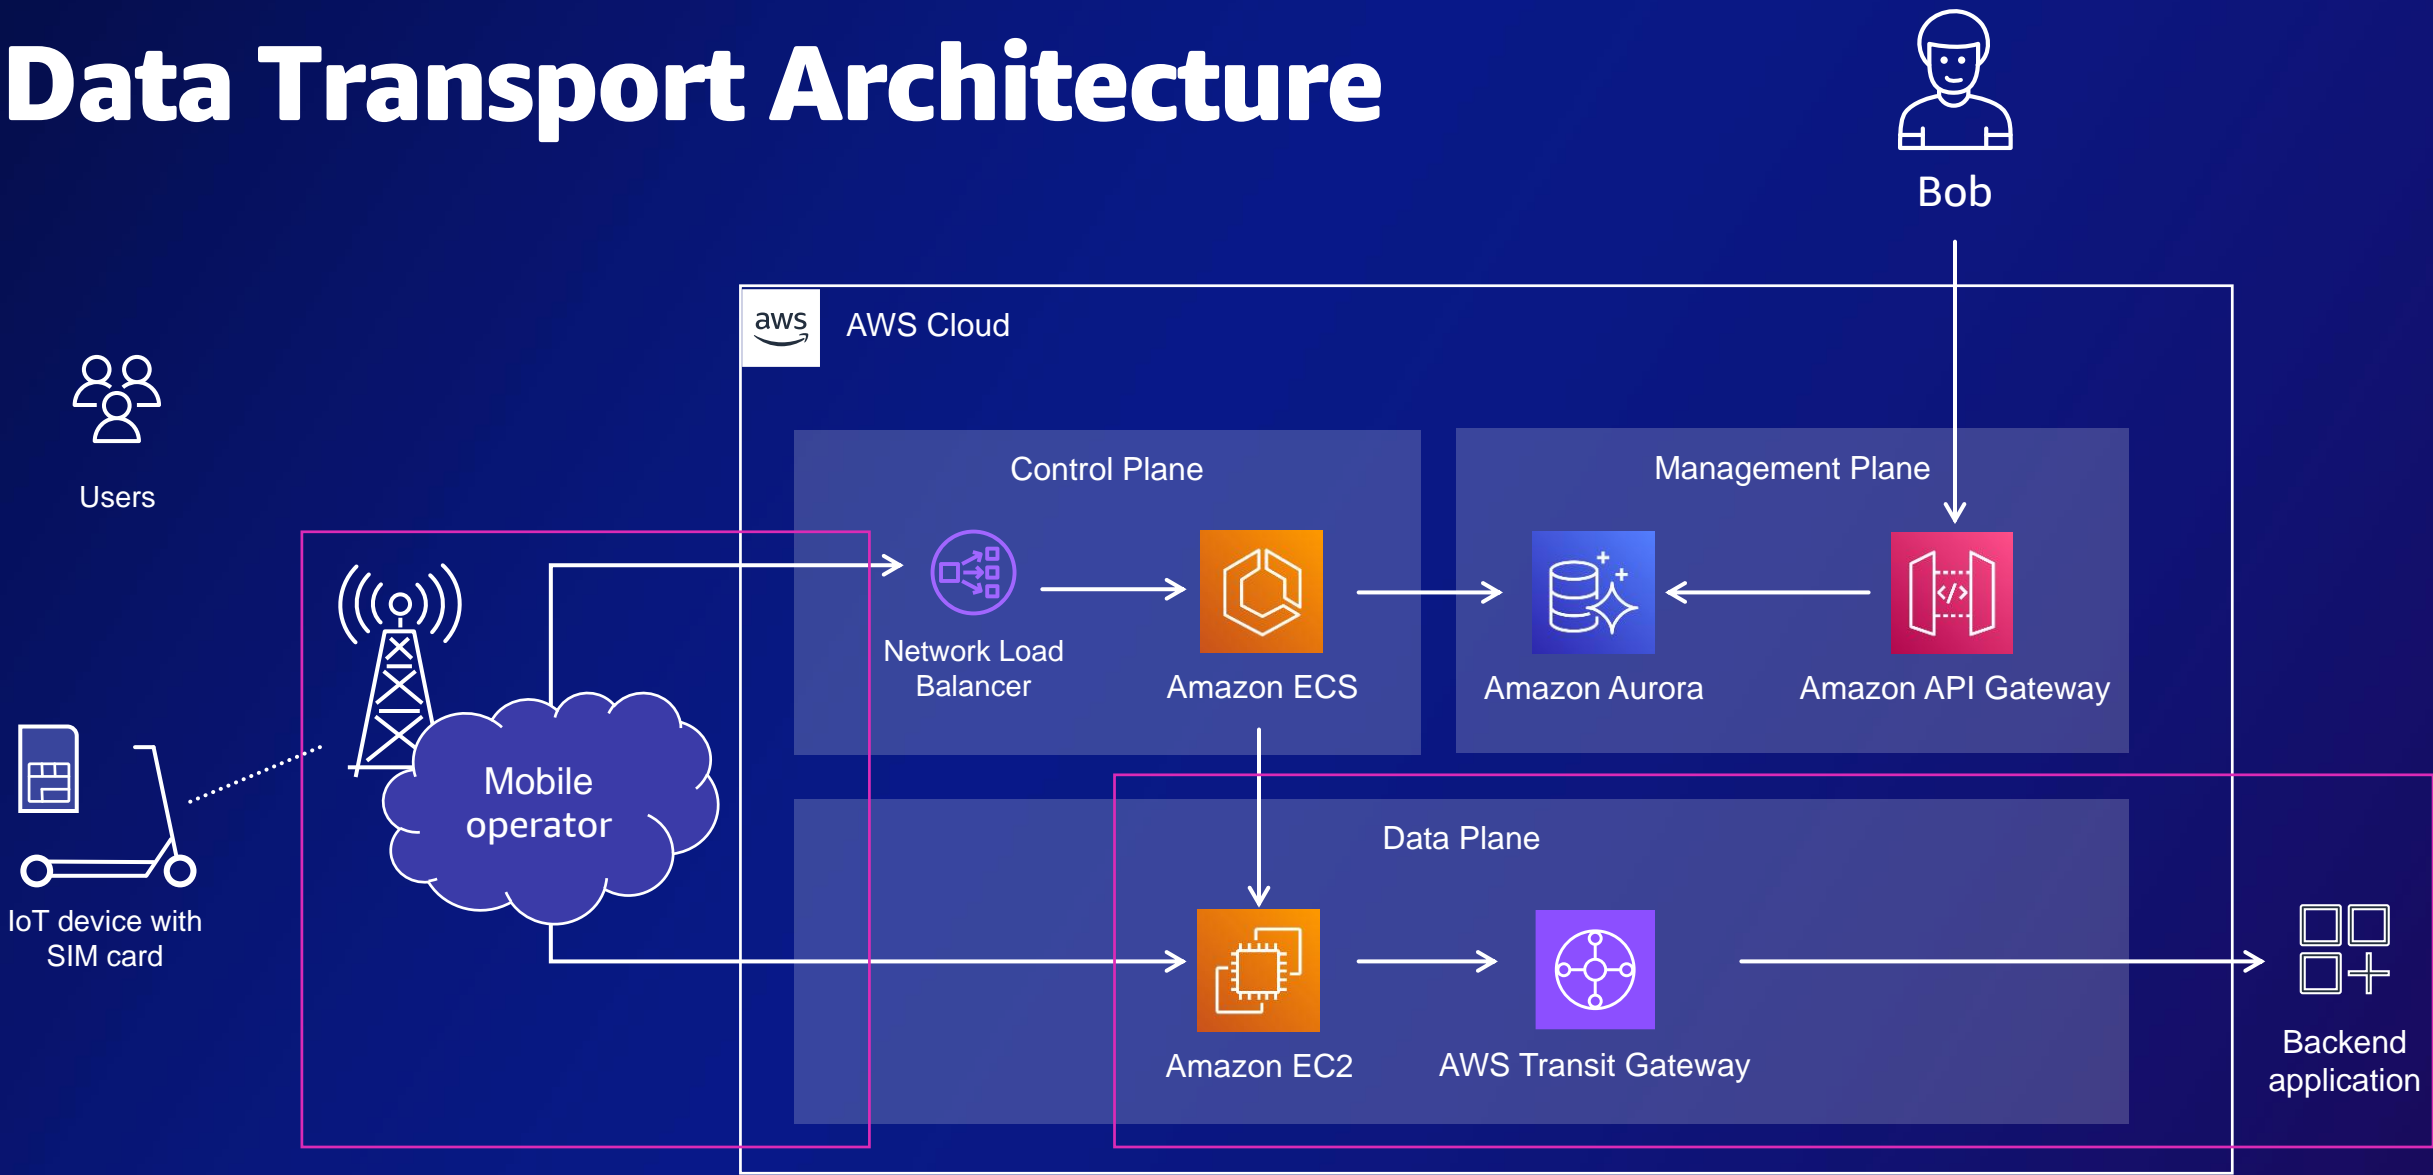 Data Transport Architecture
Bob
aws
AWS Cloud
Users
Control Plane
Management Plane
Network Load
Balancer
Amazon ECS
Amazon Aurora
Amazon API Gateway
</>
Mobile
operator
IoT device with
SIM card
Data Plane
Amazon EC2
AWS Transit Gateway
Backend
application